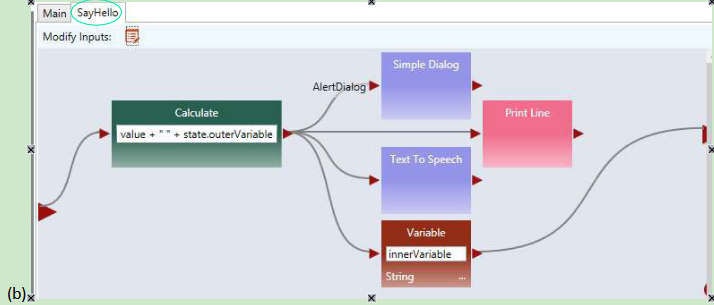 Main SayHello
Modify Inputs:
Simple Dialog
AlertDialog
Calculate
value + " " + state.outerVariable
Print Line
Text To Speech
Variable
innerVariable
String ...
(b)